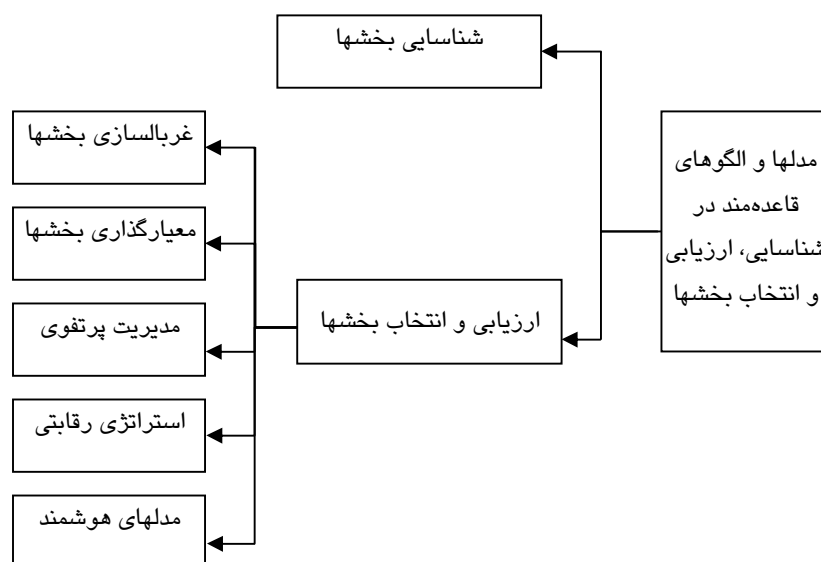 شناسایی بخشها
مدلها و الگوهای
قاعده‌مند در
شناسایی، ارزیابی
و انتخاب بخشها
ارزیابی و انتخاب بخشها
غربالسازی بخشها
معیارگذاری بخشها
مدیریت پرتفوی
استراتژی رقابتی
مدلهای هوشمند